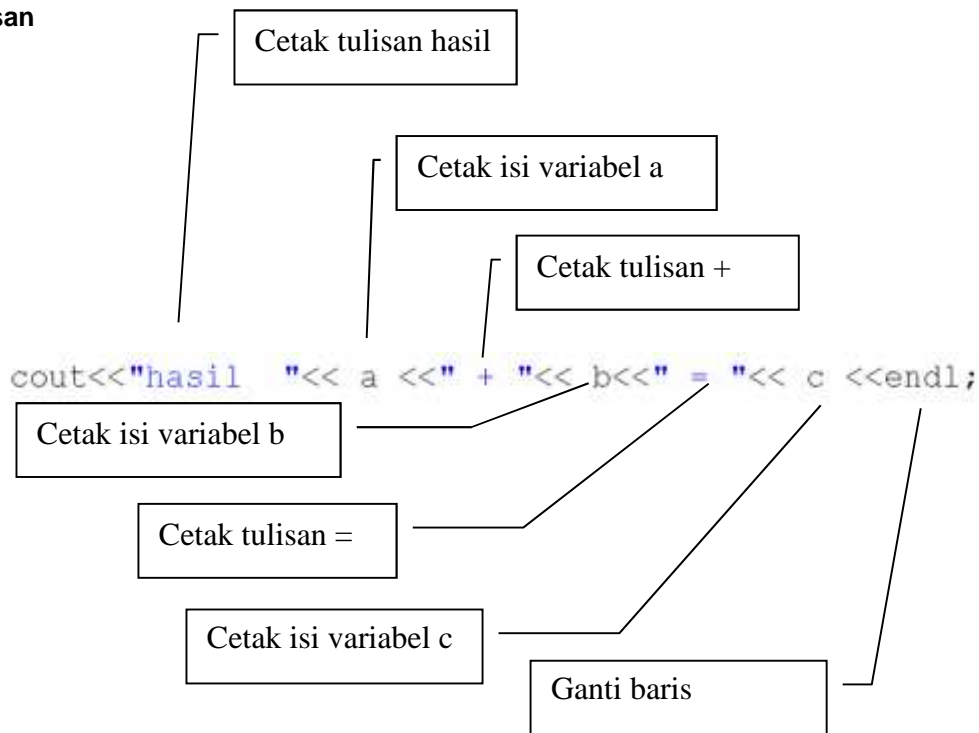 Cetak tulisan hasil
Cetak isi variabel a
Cetak tulisan +
cout<<"hasil  "<< a <<" + "<< b<<" = "<< c <<endl;
Cetak isi variabel b
Cetak tulisan =
Cetak isi variabel c
Ganti baris